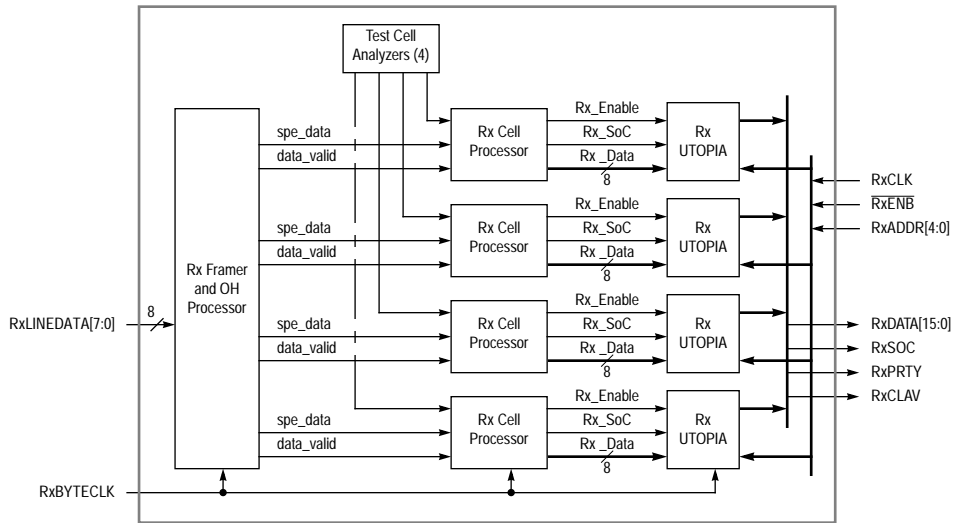 Test Cell
Analyzers (4)
Rx_Enable
spe_data
Rx Cell
Processor
Rx_SoC
Rx
UTOPIA
data_valid
Rx _Data
8
RxCLK
RxENB
RxADDR[4:0]
Rx_Enable
spe_data
Rx Cell
Processor
Rx_SoC
Rx
UTOPIA
data_valid
Rx _Data
8
Rx Framer
and OH
Processor
RxLINEDATA[7:0]
8
Rx_Enable
spe_data
Rx Cell
Processor
Rx_SoC
Rx
UTOPIA
data_valid
Rx _Data
8
RxDATA[15:0]
RxSOC
RxPRTY
RxCLAV
Rx_Enable
spe_data
Rx Cell
Processor
Rx_SoC
Rx
UTOPIA
data_valid
Rx _Data
8
RxBYTECLK